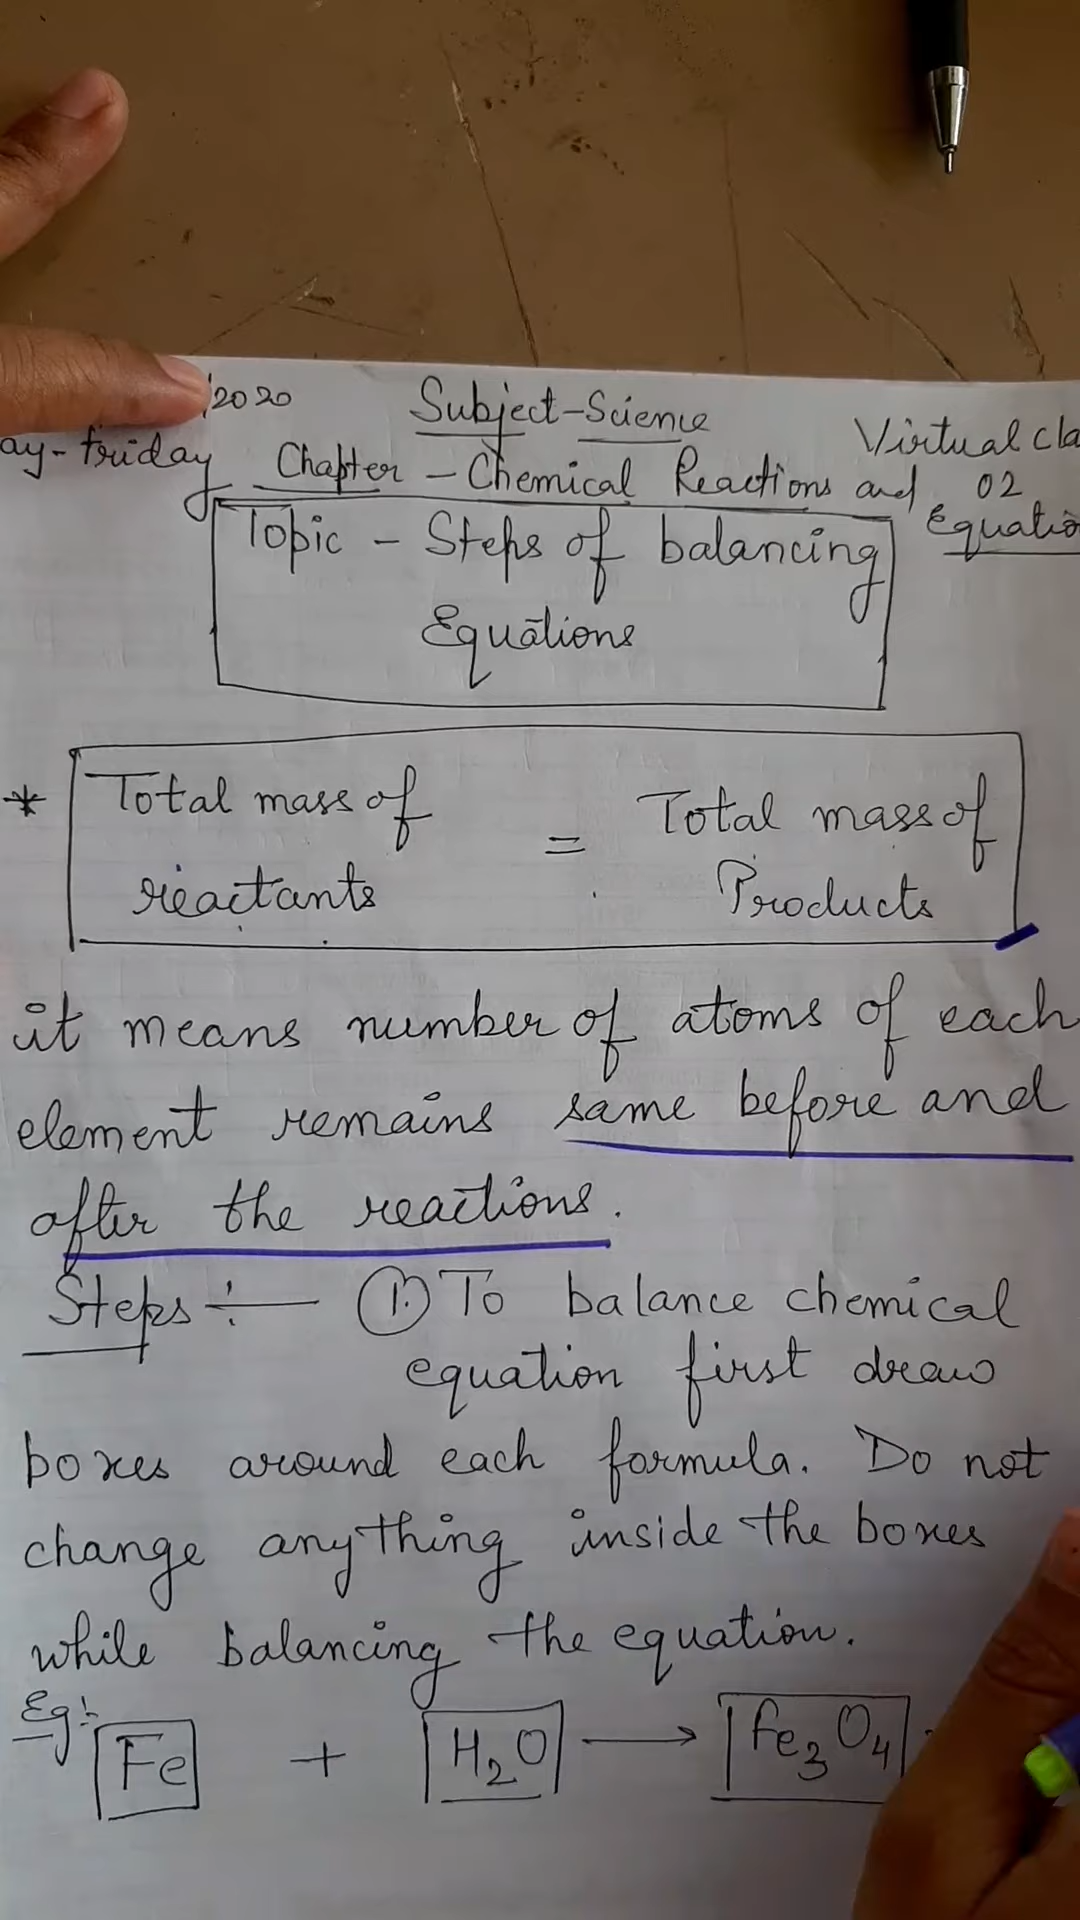 /2020 Subject-Science Virtual
ay-friday Chapter - Chemical Reactions and 02
Topic - Steps of balancing
Equations
* Total mass of = Total mass of
reactants Products
it means number of atoms of each
element remains same before and
after the reactions.
Steps÷ 1. To balance chemical
equation first draw
boxes around each formula. Do not
change anything inside the boxes
while balancing the equation.
Eg÷
Fe + H₂O → Fe₃O₄